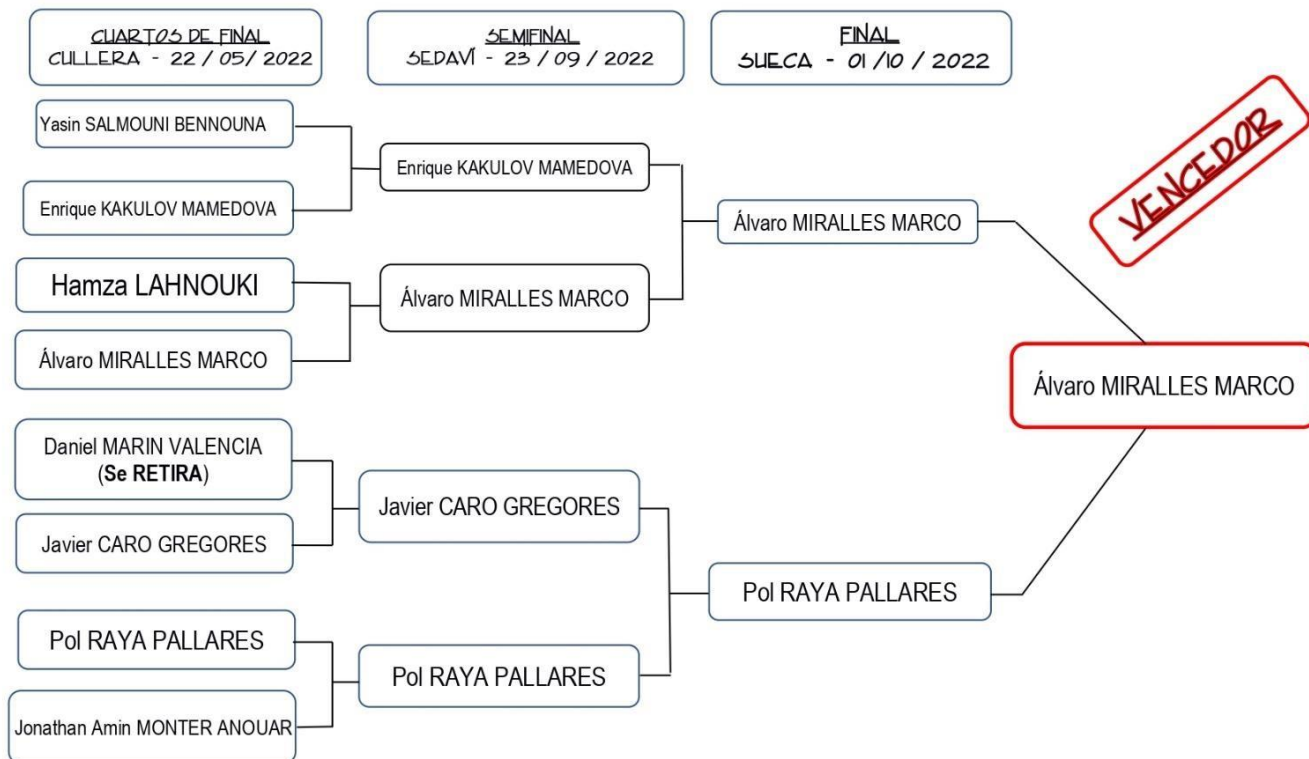 CUARTOS DE FINAL
CULLERA - 22 / 05/ 2022
SEMIFINAL
SEDAVÍ - 23 / 09 / 2022
FINAL
SUECA - 01 /10 / 2022
VENCEDOR
Yasin SALMOUNI BENNOUNA
Enrique KAKULOV MAMEDOVA
Hamza LAHNOUKI
Álvaro MIRALLES MARCO
Daniel MARIN VALENCIA
(Se RETIRA)
Javier CARO GREGORES
Pol RAYA PALLARES
Jonathan Amin MONTER ANOUAR
Enrique KAKULOV MAMEDOVA
Álvaro MIRALLES MARCO
Javier CARO GREGORES
Pol RAYA PALLARES
Álvaro MIRALLES MARCO
Pol RAYA PALLARES
Álvaro MIRALLES MARCO